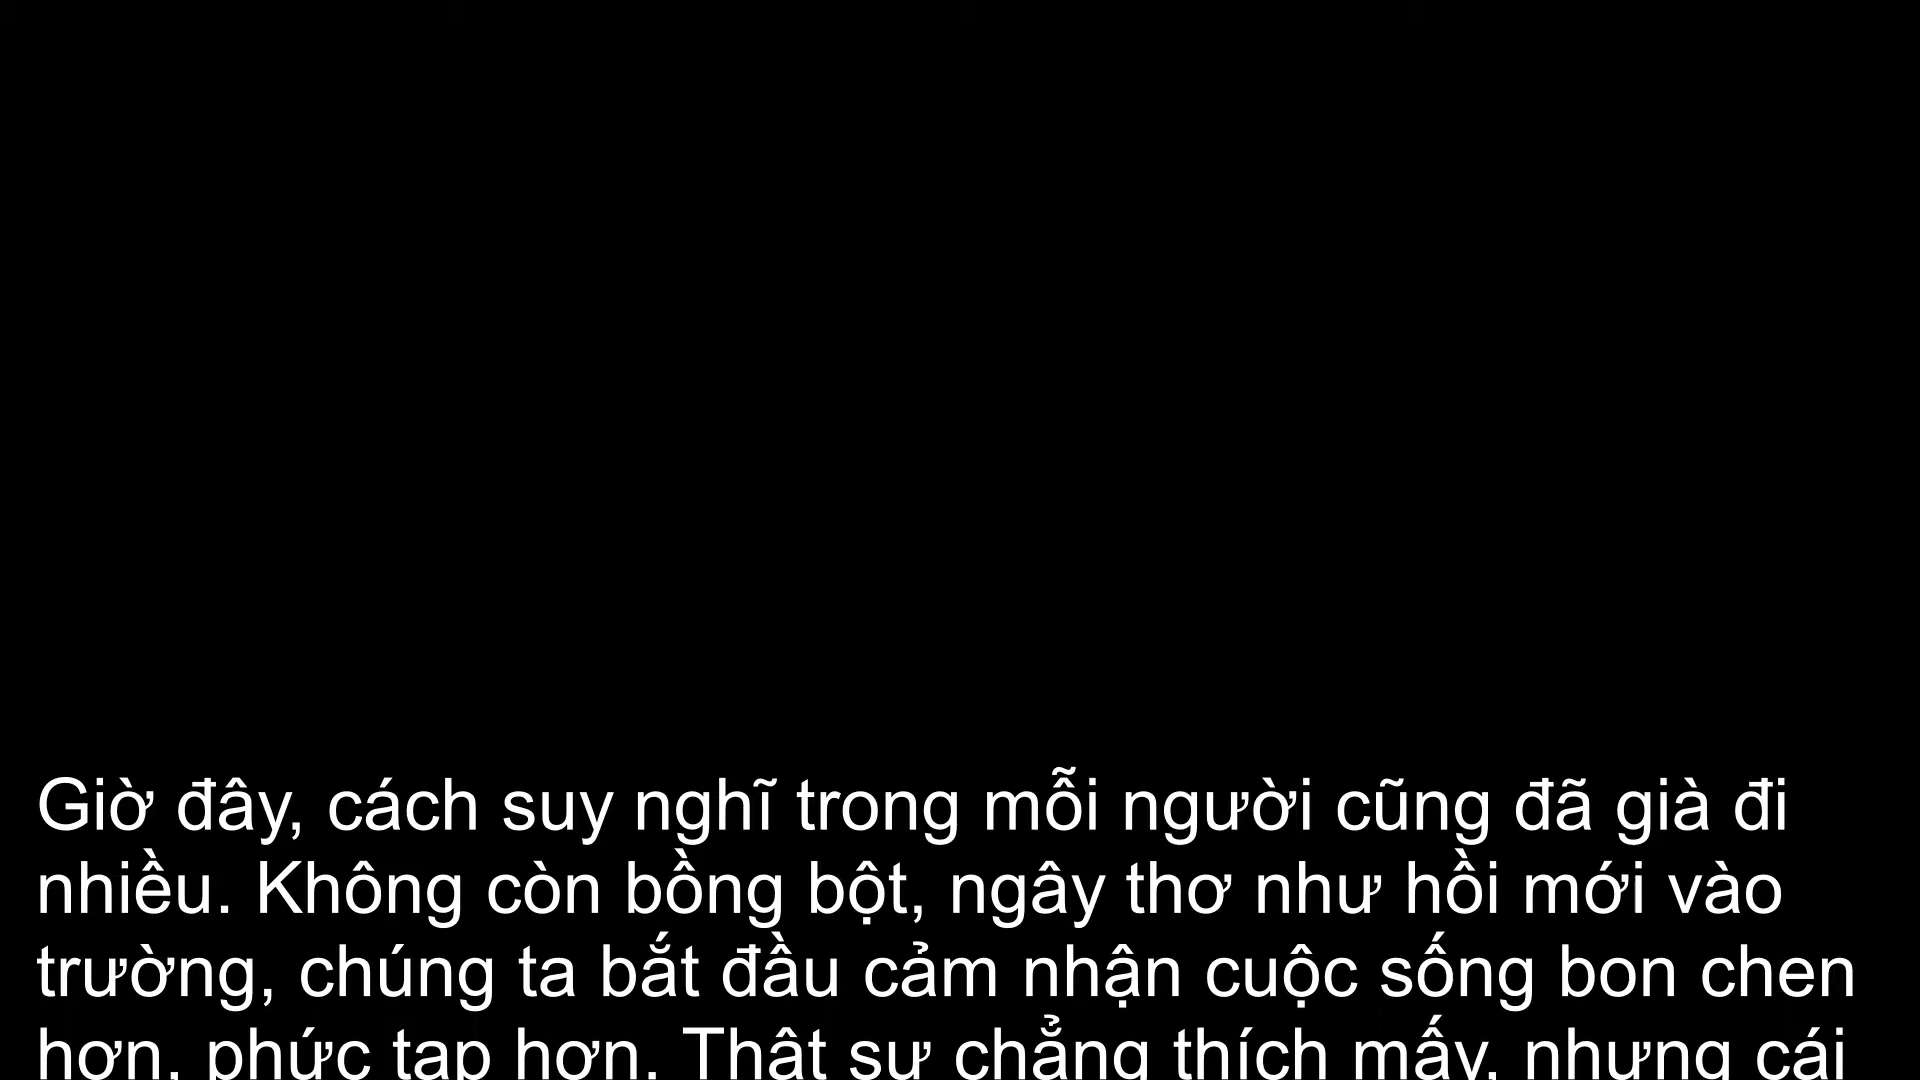 Giờ đây, cách suy nghĩ trong mỗi người cũng đã già đi
nhiều. Không còn bồng bột, ngây thơ như hồi mới vào
trường, chúng ta bắt đầu cảm nhận cuộc sống bon chen
hơn, phức tạp hơn. Thật sự chẳng thích mấy, nhưng cái